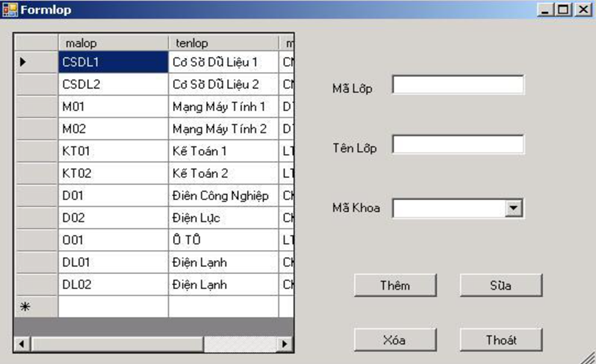 Formlop
malop tenlop m
CSDL1 Cơ Sở Dữ Liệu 1 CN
CSDL2 Cơ Sở Dữ Liệu 2 CN
M01 Mạng Máy Tính 1 DT
M02 Mạng Máy Tính 2 DT
KT01 Kế Toán 1 LT
KT02 Kế Toán 2 LT
D01 Điên Công Nghiệp CK
D02 Điện Lực CK
O01 Ô TÔ LT
DL01 Điện Lạnh CK
DL02 Điện Lạnh CK
Mã Lớp
Tên Lớp
Mã Khoa
Thêm Sửa
Xóa Thoát